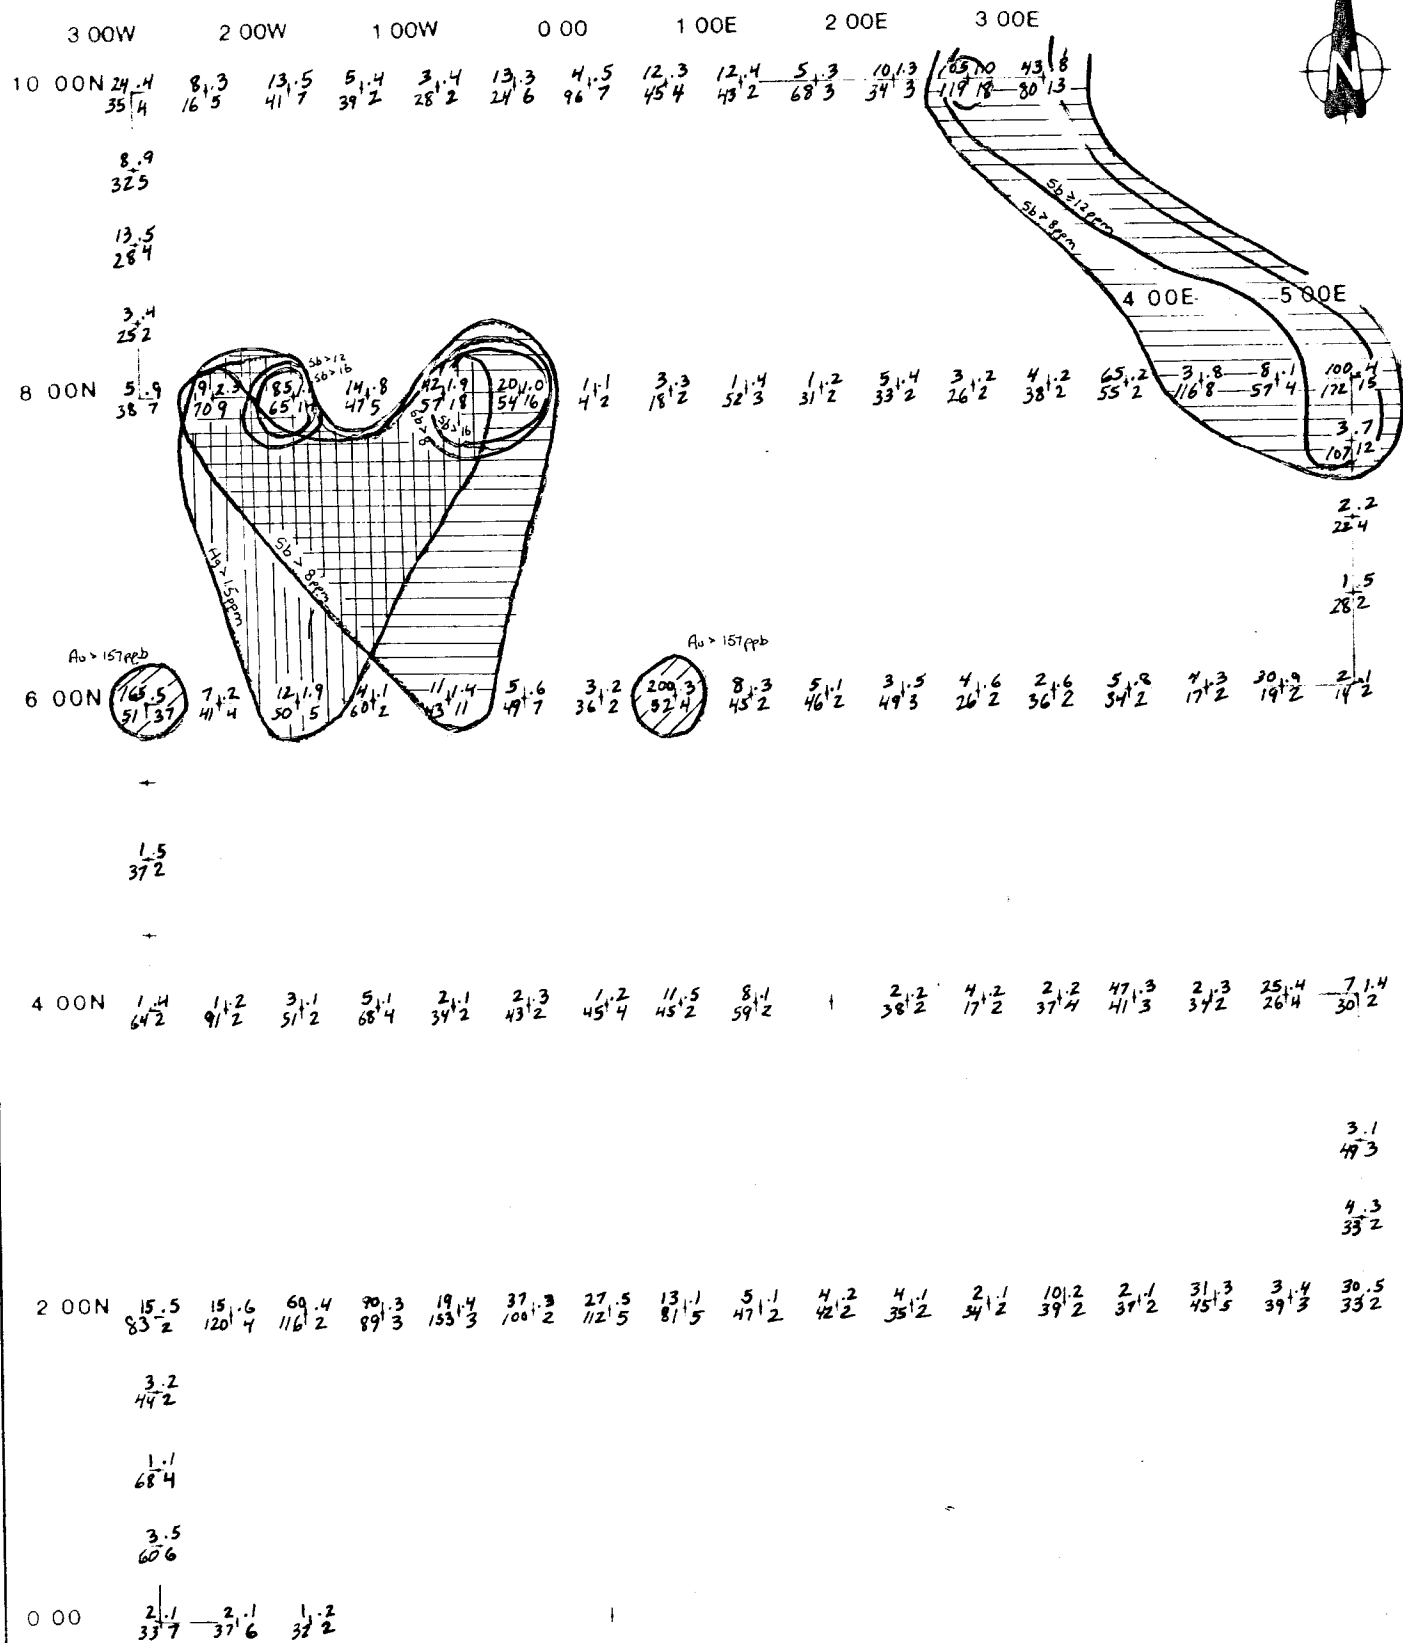 3 00W 2 00W 1 00W 0 00 1 00E 2 00E 3 00E
N
10 00N 24 .4 8 .3 13 .5 5 .4 3 .4 13 .3 4 .5 12 .3 12 .4 5 .3 10 1.3 105 10 43 18
35 4 16 5 41 7 39 2 28 2 24 6 96 7 45 4 43 2 68 3 34 3 119 18 80 13
8 .9
32 5
13 .5
28 4
Sb ≥ 12ppm
Sb > 8ppm
4 00E 5 00E
3 .4
25 2
Sb > 12
Sb > 16
8 00N 5 .9 9 2.5 85 14 .8 42 1.9 20 1.0 1 .1 3 .3 1 .4 1 .2 5 .4 3 .2 4 .2 65 .2 3 .8 8 .1 100 .4
38 7 70 9 65 47 5 57 18 54 16 4 2 18 2 52 3 31 2 33 2 26 2 38 2 55 2 116 8 57 4 172 15
Sb > 8
Sb > 16
3 .7
107 12
2 .2
22 4
Hg > 15ppm
Sb > 8ppm
1 .5
28 2
Au > 157ppb Au > 157ppb
6 00N 165 .5 7 .2 12 1.9 4 .1 11 1.4 5 .6 3 .2 200 .3 8 .3 5 .1 3 .5 4 .6 2 .6 5 .8 4 .3 30 .9 2 .1
51 37 41 4 50 5 60 2 43 11 49 7 36 2 52 4 45 2 46 2 49 3 26 2 36 2 34 2 17 2 19 2 14 2
1 .5
37 2
4 00N 1 .4 1 .2 3 .1 5 .1 2 .1 2 .3 1 .2 11 .5 8 .1 2 .2 4 .2 2 .2 47 .3 2 .3 25 .4 7 1.4
64 2 91 2 51 2 68 4 34 2 43 2 45 4 45 2 59 2 38 2 17 2 37 4 41 3 34 2 26 4 30 2
3 .1
49 3
4 .3
33 2
2 00N 15 .5 15 .6 60 .4 90 .3 19 .4 37 .3 27 .5 13 .1 5 .1 4 .2 4 .1 2 .1 10 .2 2 .1 31 .3 3 .4 30 .5
83 2 120 4 116 2 89 3 153 3 100 2 112 5 81 5 47 2 42 2 35 2 34 2 39 2 37 2 45 5 39 3 33 2
3 .2
44 2
1 .1
68 4
3 .5
60 6
0 00 2 .1 2 .1 1 .2
33 7 37 6 32 2